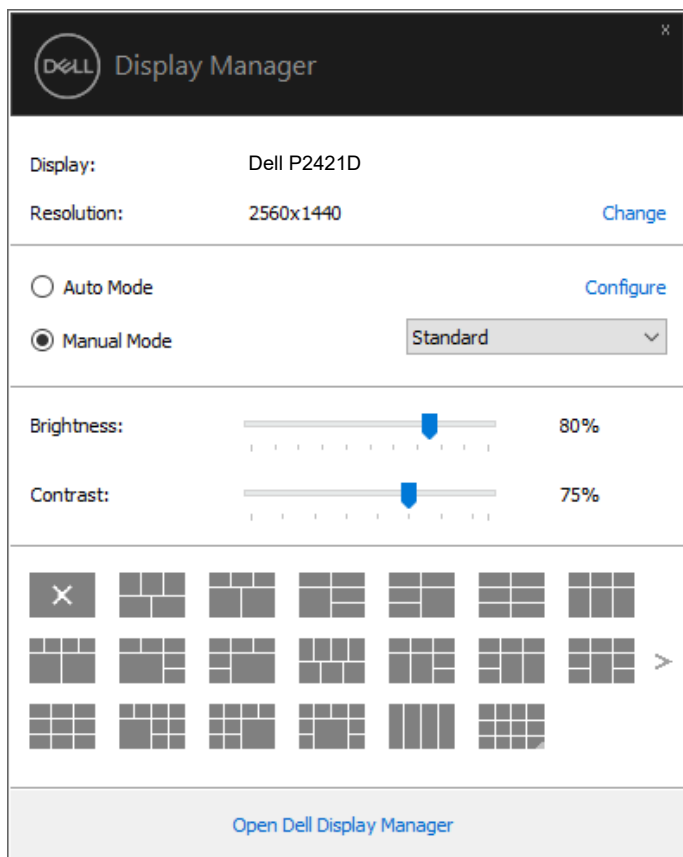 x
DELL Display Manager
Display: Dell P2421D
Resolution: 2560x1440 Change
Auto Mode Configure
Manual Mode Standard
Brightness: 80%
Contrast: 75%
Open Dell Display Manager